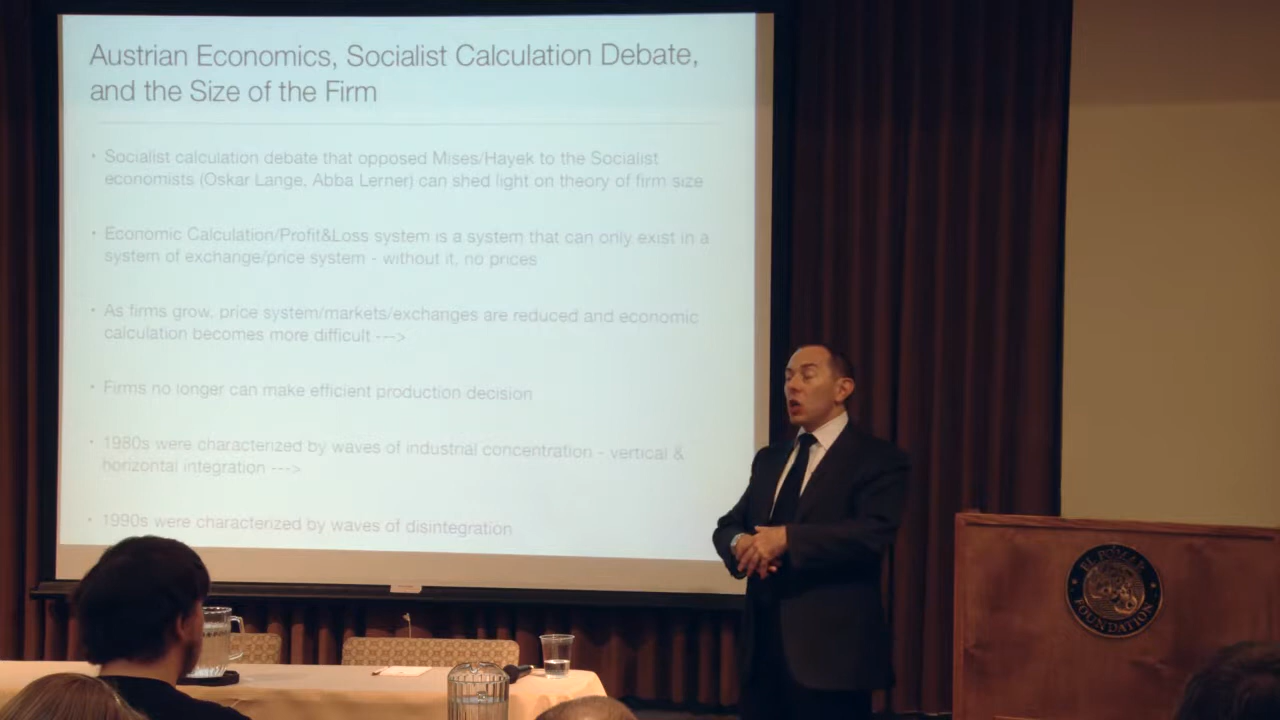 Austrian Economics, Socialist Calculation Debate,
and the Size of the Firm
• Socialist calculation debate that opposed Mises/Hayek to the Socialist
economists (Oskar Lange, Abba Lerner) can shed light on theory of firm size
• Economic Calculation/Profit&Loss system is a system that can only exist in a
system of exchange/price system - without it, no prices
• As firms grow, price system/markets/exchanges are reduced and economic
calculation becomes more difficult --->
• Firms no longer can make efficient production decision
• 1980s were characterized by waves of industrial concentration - vertical &
horizontal integration --->
• 1990s were characterized by waves of disintegration
EL POMAR
FOUNDATION